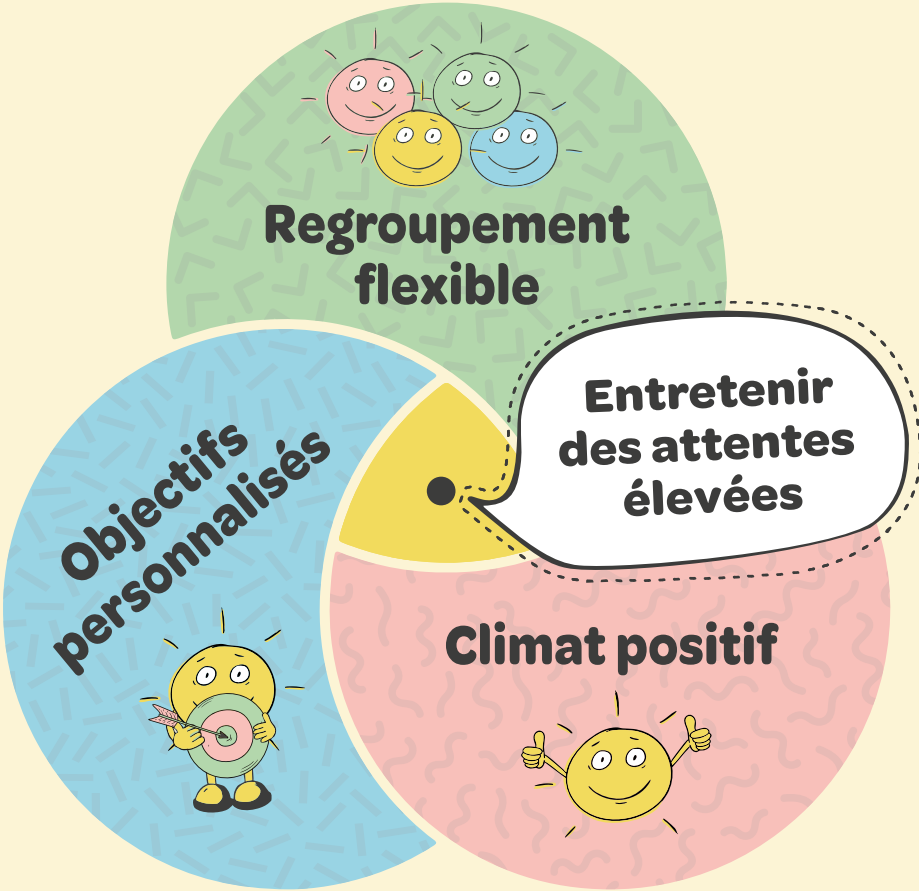 Regroupement
flexible
Entretenir
des attentes
élevées
Objectifs
personnalisés
Climat positif